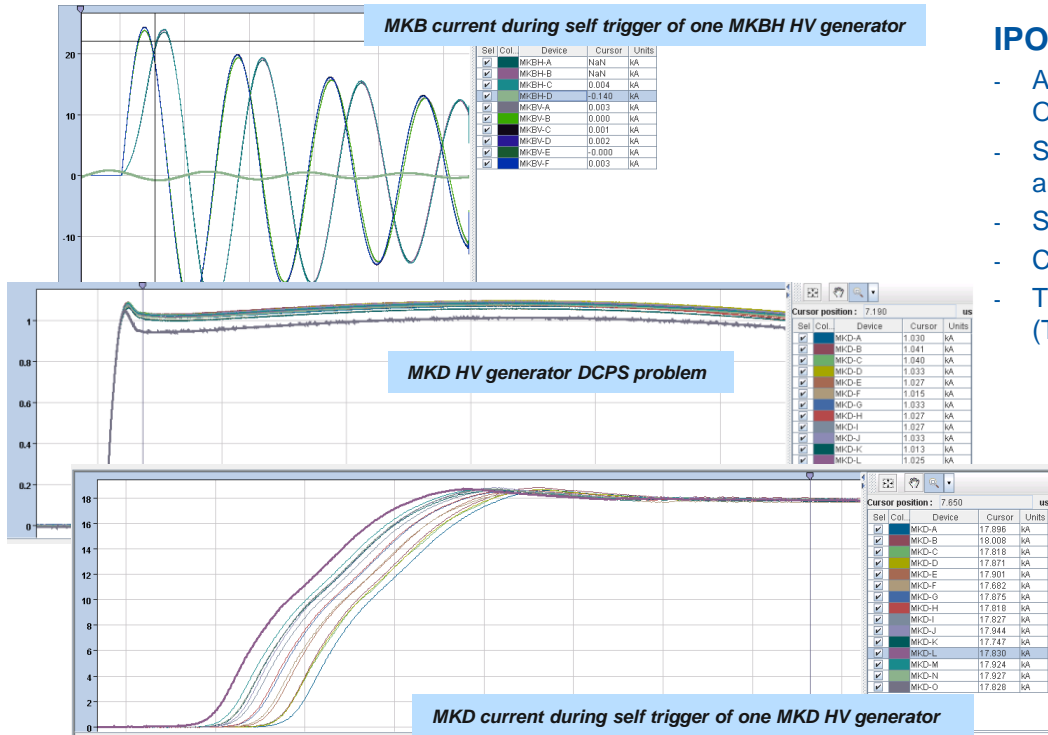 MKB current during self trigger of one MKBH HV generator
Sel Col... Device Cursor Units
MKBH-A NaN kA
MKBH-B NaN kA
MKBH-C 0.004 kA
MKBH-D -0.140 kA
MKBV-A 0.003 kA
MKBV-B 0.000 kA
MKBV-C 0.001 kA
MKBV-D 0.002 kA
MKBV-E -0.000 kA
MKBV-F 0.003 kA
20
10
0
-10
IPO
- A
C
- S
a
- S
- C
- T
(T
MKD HV generator DCPS problem
1
0.8
0.6
0.4
0.2
0
Cursor position : 7.190 us
Sel Col... Device Cursor Units
MKD-A 1.030 kA
MKD-B 1.041 kA
MKD-C 1.040 kA
MKD-D 1.033 kA
MKD-E 1.027 kA
MKD-F 1.015 kA
MKD-G 1.033 kA
MKD-H 1.027 kA
MKD-I 1.027 kA
MKD-J 1.033 kA
MKD-K 1.013 kA
MKD-L 1.025 kA
18
16
14
12
10
8
6
4
2
0
Cursor position : 7.650 us
Sel Col... Device Cursor Units
MKD-A 17.896 kA
MKD-B 18.008 kA
MKD-C 17.818 kA
MKD-D 17.871 kA
MKD-E 17.901 kA
MKD-F 17.682 kA
MKD-G 17.875 kA
MKD-H 17.818 kA
MKD-I 17.827 kA
MKD-J 17.944 kA
MKD-K 17.747 kA
MKD-L 17.830 kA
MKD-M 17.924 kA
MKD-N 17.927 kA
MKD-O 17.828 kA
MKD current during self trigger of one MKD HV generator